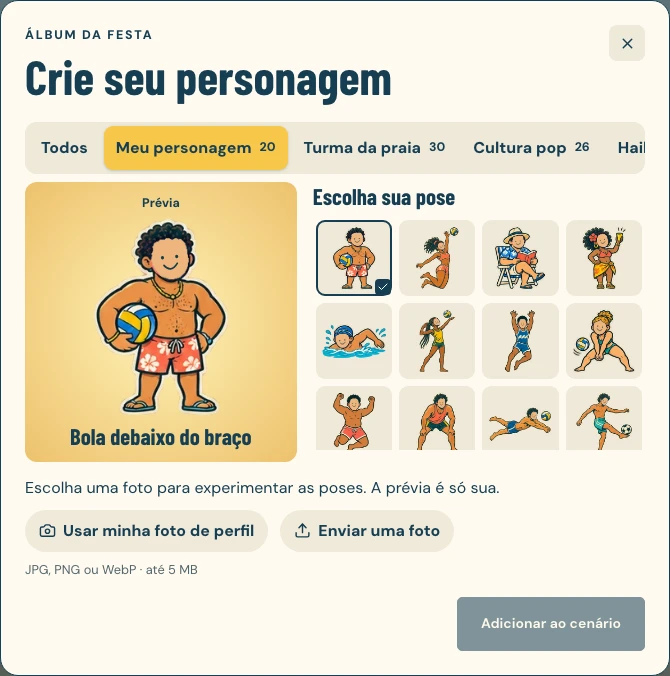 ÁLBUM DA FESTA
Crie seu personagem
Todos Meu personagem 20 Turma da praia 30 Cultura pop 26
Prévia
Bola debaixo do braço
Escolha sua pose
Escolha uma foto para experimentar as poses. A prévia é só sua.
Usar minha foto de perfil Enviar uma foto
JPG, PNG ou WebP · até 5 MB
Adicionar ao cenário